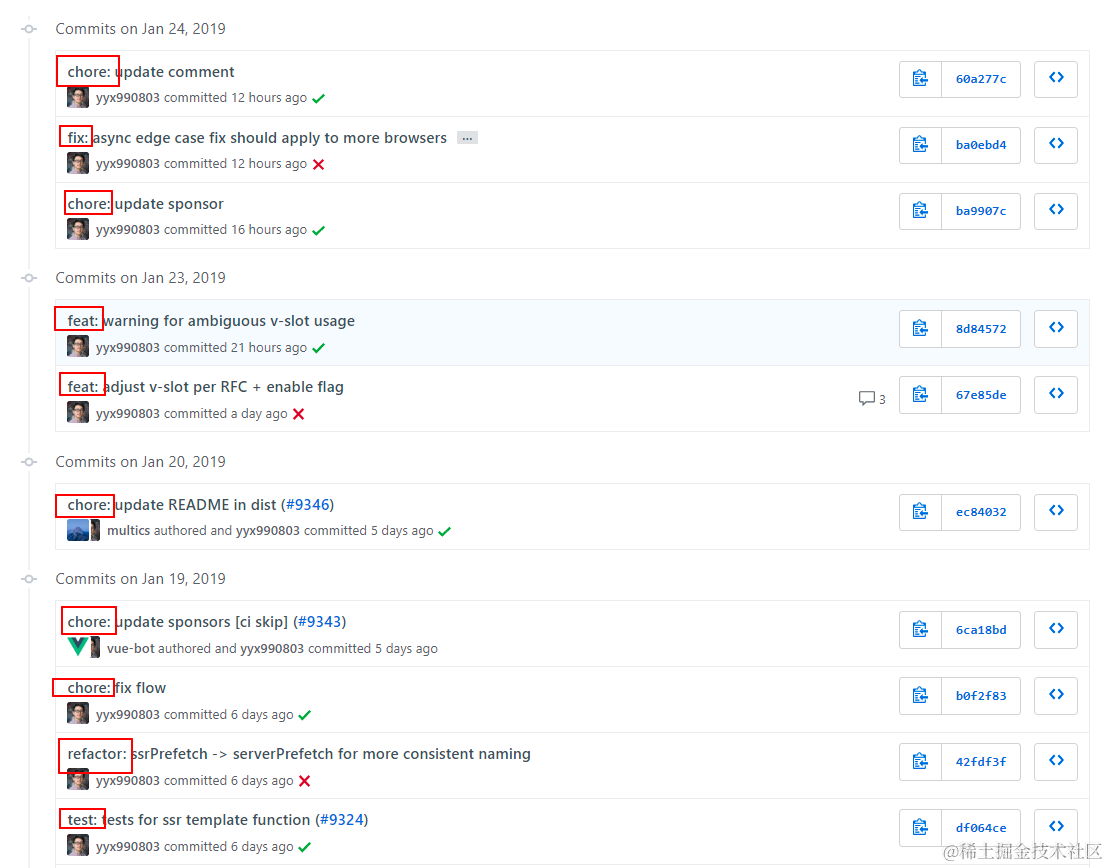 Commits on Jan 24, 2019
chore: update comment
60a277c
yyx990803 committed 12 hours ago
fix: async edge case fix should apply to more browsers ...
ba0ebd4
yyx990803 committed 12 hours ago
chore: update sponsor
ba9907c
yyx990803 committed 16 hours ago
Commits on Jan 23, 2019
feat: warning for ambiguous v-slot usage
8d84572
yyx990803 committed 21 hours ago
feat: adjust v-slot per RFC + enable flag
3
67e85de
yyx990803 committed a day ago
Commits on Jan 20, 2019
chore: update README in dist (#9346)
ec84032
multics authored and yyx990803 committed 5 days ago
Commits on Jan 19, 2019
chore: update sponsors [ci skip] (#9343)
6ca18bd
vue-bot authored and yyx990803 committed 5 days ago
chore: fix flow
b0f2f83
yyx990803 committed 6 days ago
refactor: ssrPrefetch -> serverPrefetch for more consistent naming
42fdf3f
yyx990803 committed 6 days ago
test: tests for ssr template function (#9324)
df064ce
yyx990803 committed 6 days ago
@稀土掘金技术社区